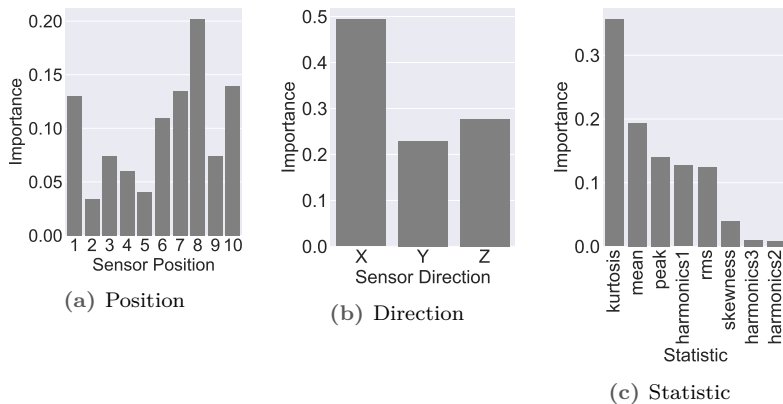 0.20
0.15
0.10
0.05
0.00
Importance
1 2 3 4 5 6 7 8 9 10
Sensor Position
(a) Position
0.5
0.4
0.3
0.2
0.1
0.0
Importance
X Y Z
Sensor Direction
(b) Direction
0.3
0.2
0.1
0.0
Importance
kurtosis
mean
peak
harmonics1
rms
skewness
harmonics3
harmonics2
Statistic
(c) Statistic